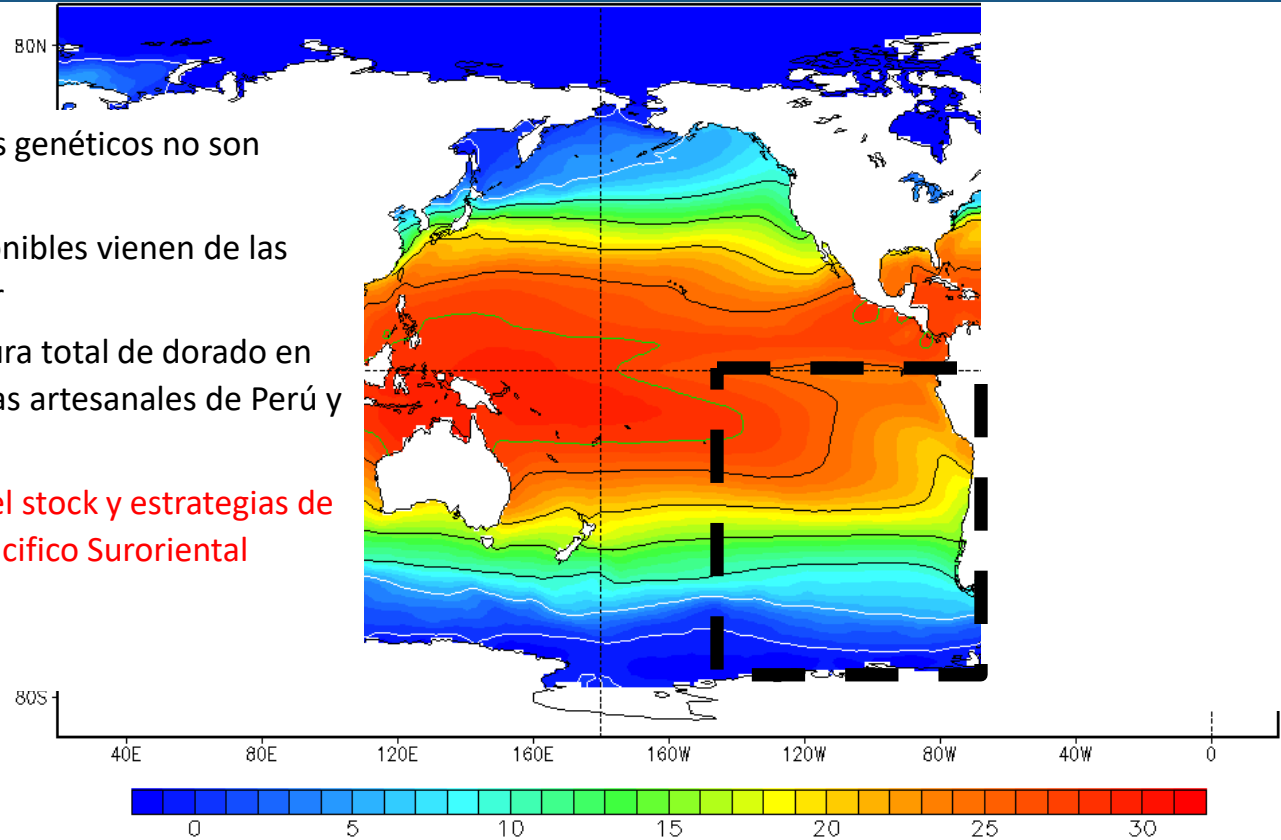 80N
s genéticos no son
nibles vienen de las
ura total de dorado en
as artesanales de Perú y
el stock y estrategias de
cifico Suroriental
80S
40E 80E 120E 160E 160W 120W 80W 40W 0
0 5 10 15 20 25 30